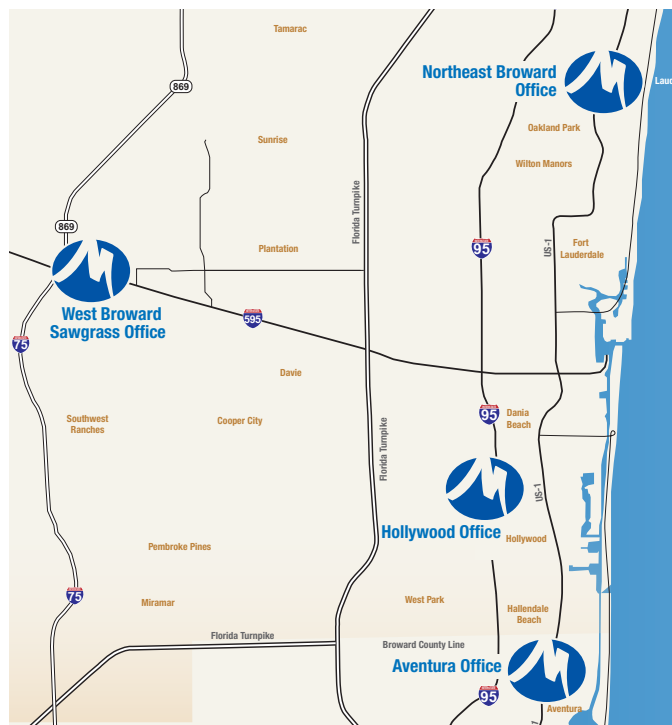 Tamarac
Northeast Broward
Office
Laud
869
Oakland Park
Sunrise
Wilton Manors
Florida Turnpike
869
Plantation
95
US-1
Fort
Lauderdale
West Broward
Sawgrass Office
595
75
Davie
Southwest
Ranches
Cooper City
95
Dania
Beach
Florida Turnpike
US-1
Hollywood Office
Hollywood
Pembroke Pines
75
Miramar
West Park
Hallendale
Beach
Florida Turnpike
Broward County Line
Aventura Office
95
Aventura